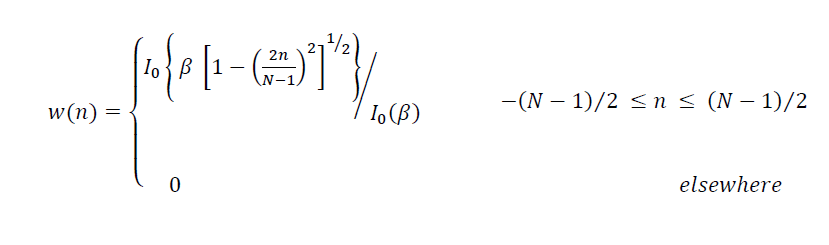 w(n) = { I₀{β [1 − (2n/(N−1))²]^1/2} / I₀(β)   −(N − 1)/2 ≤ n ≤ (N − 1)/2
0   elsewhere